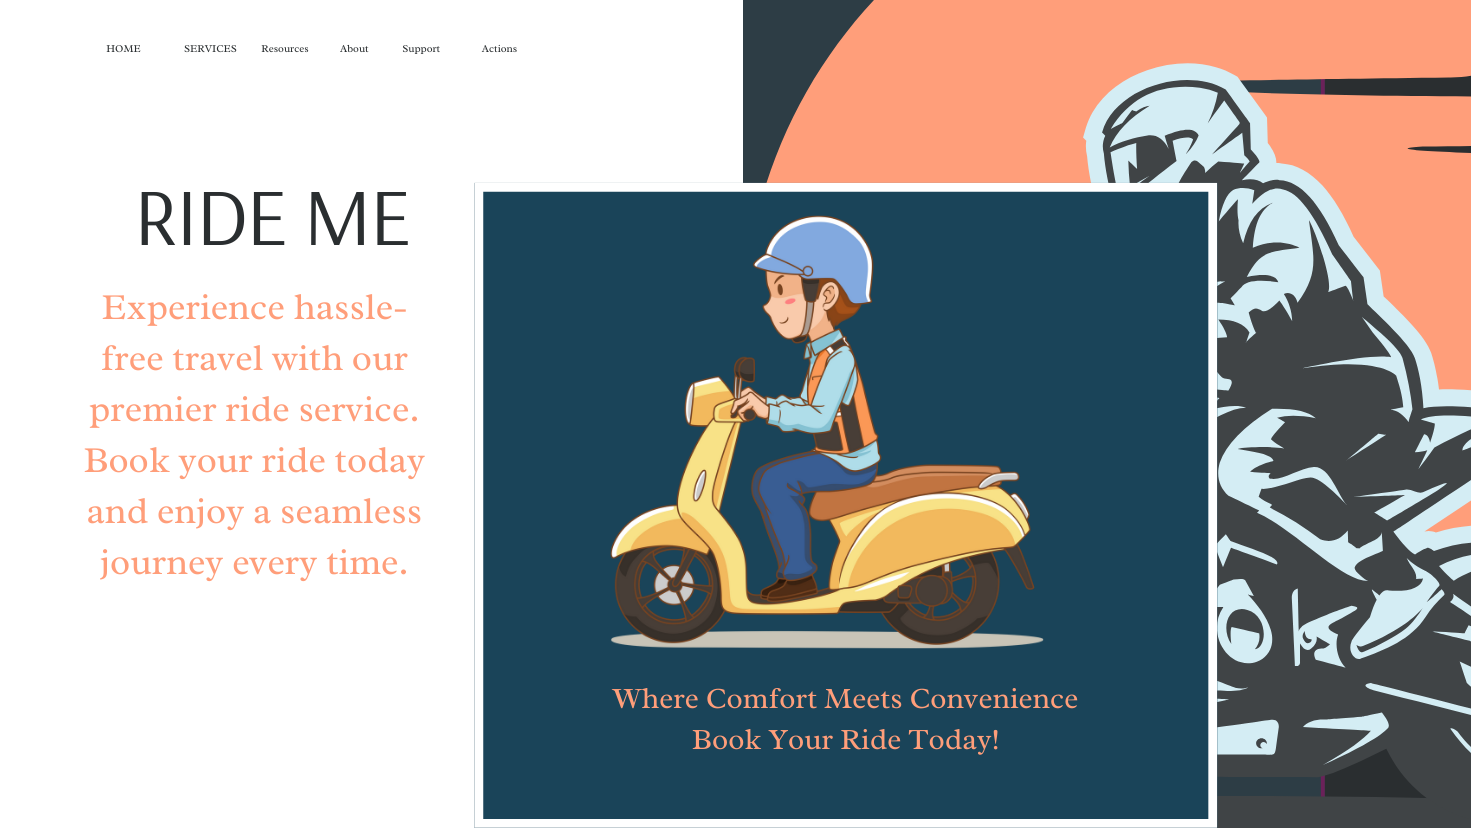 HOME SERVICES Resources About Support Actions
RIDE ME
Experience hassle-
free travel with our
premier ride service.
Book your ride today
and enjoy a seamless
journey every time.
Where Comfort Meets Convenience
Book Your Ride Today!